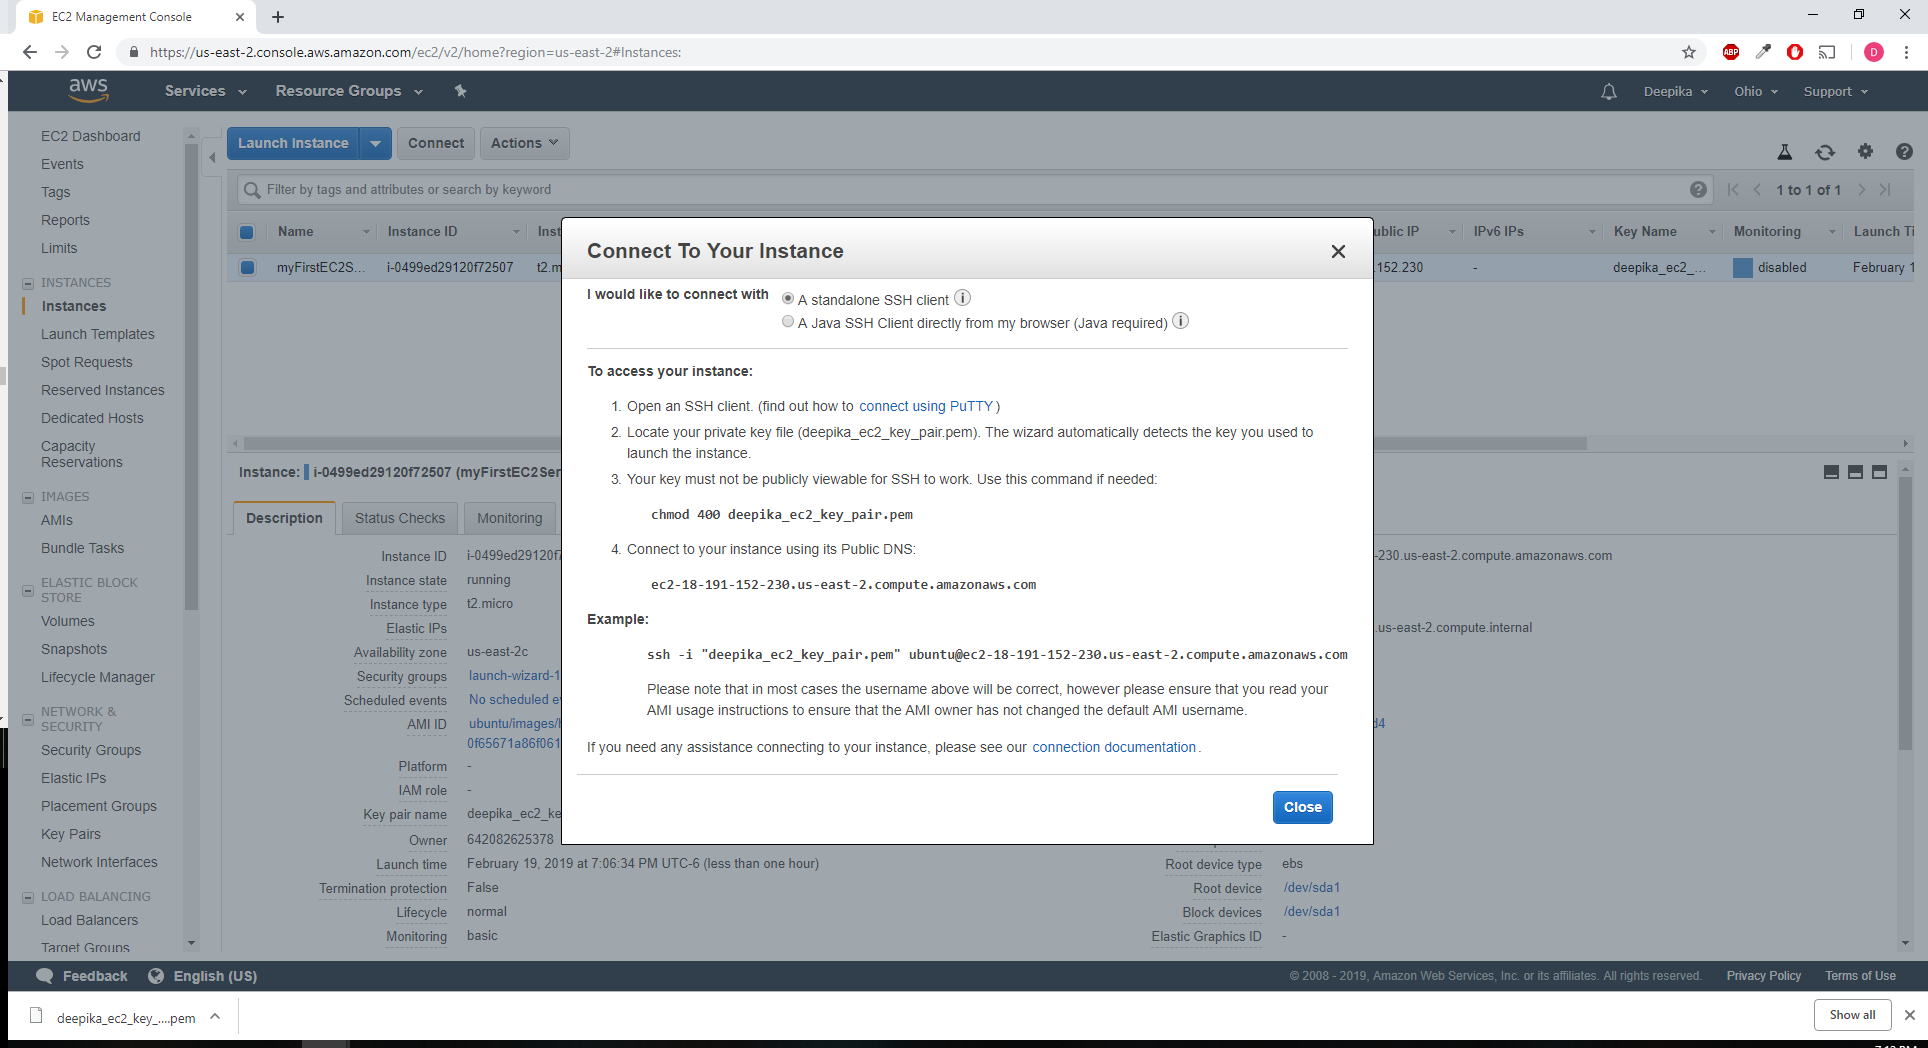 EC2 Management Console
https://us-east-2.console.aws.amazon.com/ec2/v2/home?region=us-east-2#Instances:
ABP
D
aws
Services
Resource Groups
Deepika
Ohio
Support
EC2 Dashboard
Events
Tags
Reports
Limits
INSTANCES
Instances
Launch Templates
Spot Requests
Reserved Instances
Dedicated Hosts
Capacity
Reservations
IMAGES
AMIs
Bundle Tasks
ELASTIC BLOCK
STORE
Volumes
Snapshots
Lifecycle Manager
NETWORK &
SECURITY
Security Groups
Elastic IPs
Placement Groups
Key Pairs
Network Interfaces
LOAD BALANCING
Load Balancers
Target Groups
Launch Instance
Connect
Actions
Filter by tags and attributes or search by keyword
1 to 1 of 1
Name Instance ID Inst ublic IP IPv6 IPs Key Name Monitoring Launch Ti
myFirstEC2S... i-0499ed29120f72507 t2.m .152.230 - deepika_ec2_... disabled February 1
Connect To Your Instance
I would like to connect with A standalone SSH client
A Java SSH Client directly from my browser (Java required)
To access your instance:
1. Open an SSH client. (find out how to connect using PuTTY)
2. Locate your private key file (deepika_ec2_key_pair.pem). The wizard automatically detects the key you used to
launch the instance.
3. Your key must not be publicly viewable for SSH to work. Use this command if needed:
chmod 400 deepika_ec2_key_pair.pem
4. Connect to your instance using its Public DNS:
ec2-18-191-152-230.us-east-2.compute.amazonaws.com
Example:
ssh -i "deepika_ec2_key_pair.pem" ubuntu@ec2-18-191-152-230.us-east-2.compute.amazonaws.com
Please note that in most cases the username above will be correct, however please ensure that you read your
AMI usage instructions to ensure that the AMI owner has not changed the default AMI username.
If you need any assistance connecting to your instance, please see our connection documentation.
Close
Instance: i-0499ed29120f72507 (myFirstEC2Ser
Description Status Checks Monitoring
Instance ID i-0499ed29120f7
Instance state running
Instance type t2.micro
Elastic IPs
Availability zone us-east-2c
Security groups launch-wizard-1
Scheduled events No scheduled ev
AMI ID ubuntu/images/h
0f65671a86f061
Platform -
IAM role -
Key pair name deepika_ec2_ke
Owner 642082625378
Launch time February 19, 2019 at 7:06:34 PM UTC-6 (less than one hour)
Termination protection False
Lifecycle normal
Monitoring basic
-230.us-east-2.compute.amazonaws.com
.us-east-2.compute.internal
d4
Root device type ebs
Root device /dev/sda1
Block devices /dev/sda1
Elastic Graphics ID -
Feedback
English (US)
© 2008 - 2019, Amazon Web Services, Inc. or its affiliates. All rights reserved. Privacy Policy Terms of Use
deepika_ec2_key_....pem
Show all